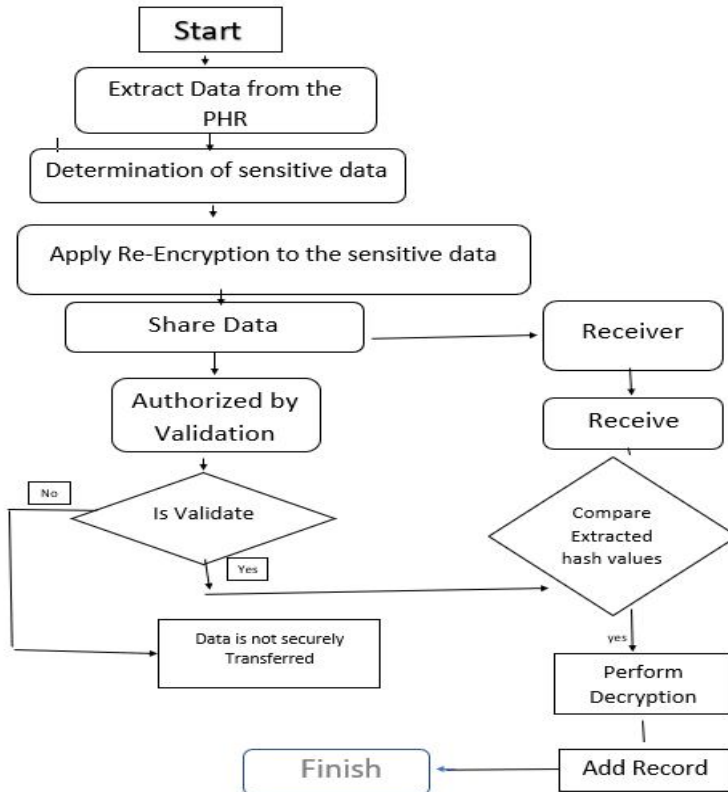 Start
Extract Data from the
PHR
Determination of sensitive data
Apply Re-Encryption to the sensitive data
Share Data
Receiver
Authorized by
Validation
Receive
No
Is Validate
Compare
Extracted
hash values
Yes
Data is not securely
Transferred
yes
Perform
Decryption
Add Record
Finish